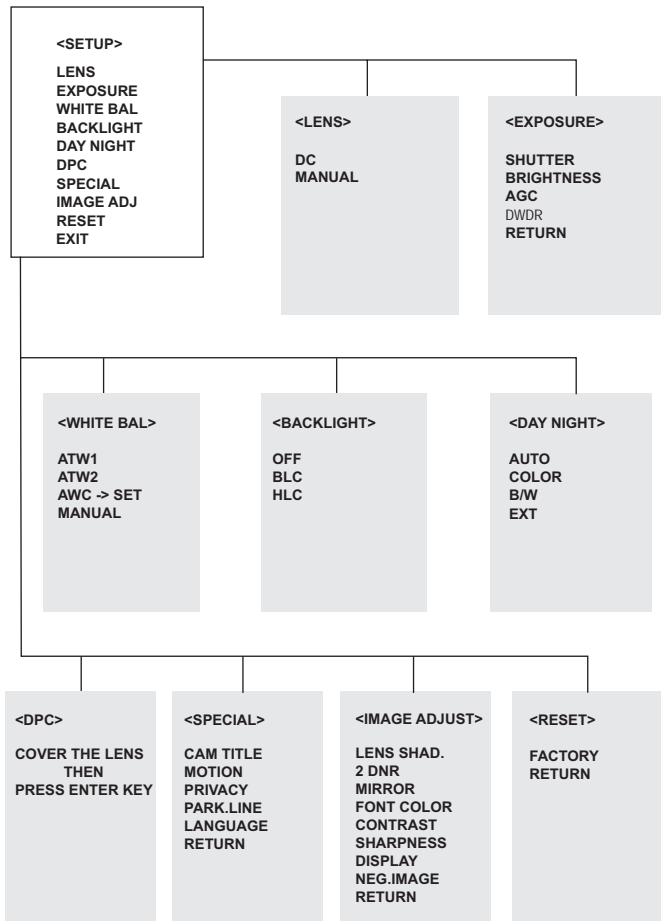 <SETUP>
LENS
EXPOSURE
WHITE BAL
BACKLIGHT
DAY NIGHT
DPC
SPECIAL
IMAGE ADJ
RESET
EXIT
<LENS>
DC
MANUAL
<EXPOSURE>
SHUTTER
BRIGHTNESS
AGC
DWDR
RETURN
<WHITE BAL>
ATW1
ATW2
AWC -> SET
MANUAL
<BACKLIGHT>
OFF
BLC
HLC
<DAY NIGHT>
AUTO
COLOR
B/W
EXT
<DPC>
COVER THE LENS
THEN
PRESS ENTER KEY
<SPECIAL>
CAM TITLE
MOTION
PRIVACY
PARK.LINE
LANGUAGE
RETURN
<IMAGE ADJUST>
LENS SHAD.
2 DNR
MIRROR
FONT COLOR
CONTRAST
SHARPNESS
DISPLAY
NEG.IMAGE
RETURN
<RESET>
FACTORY
RETURN